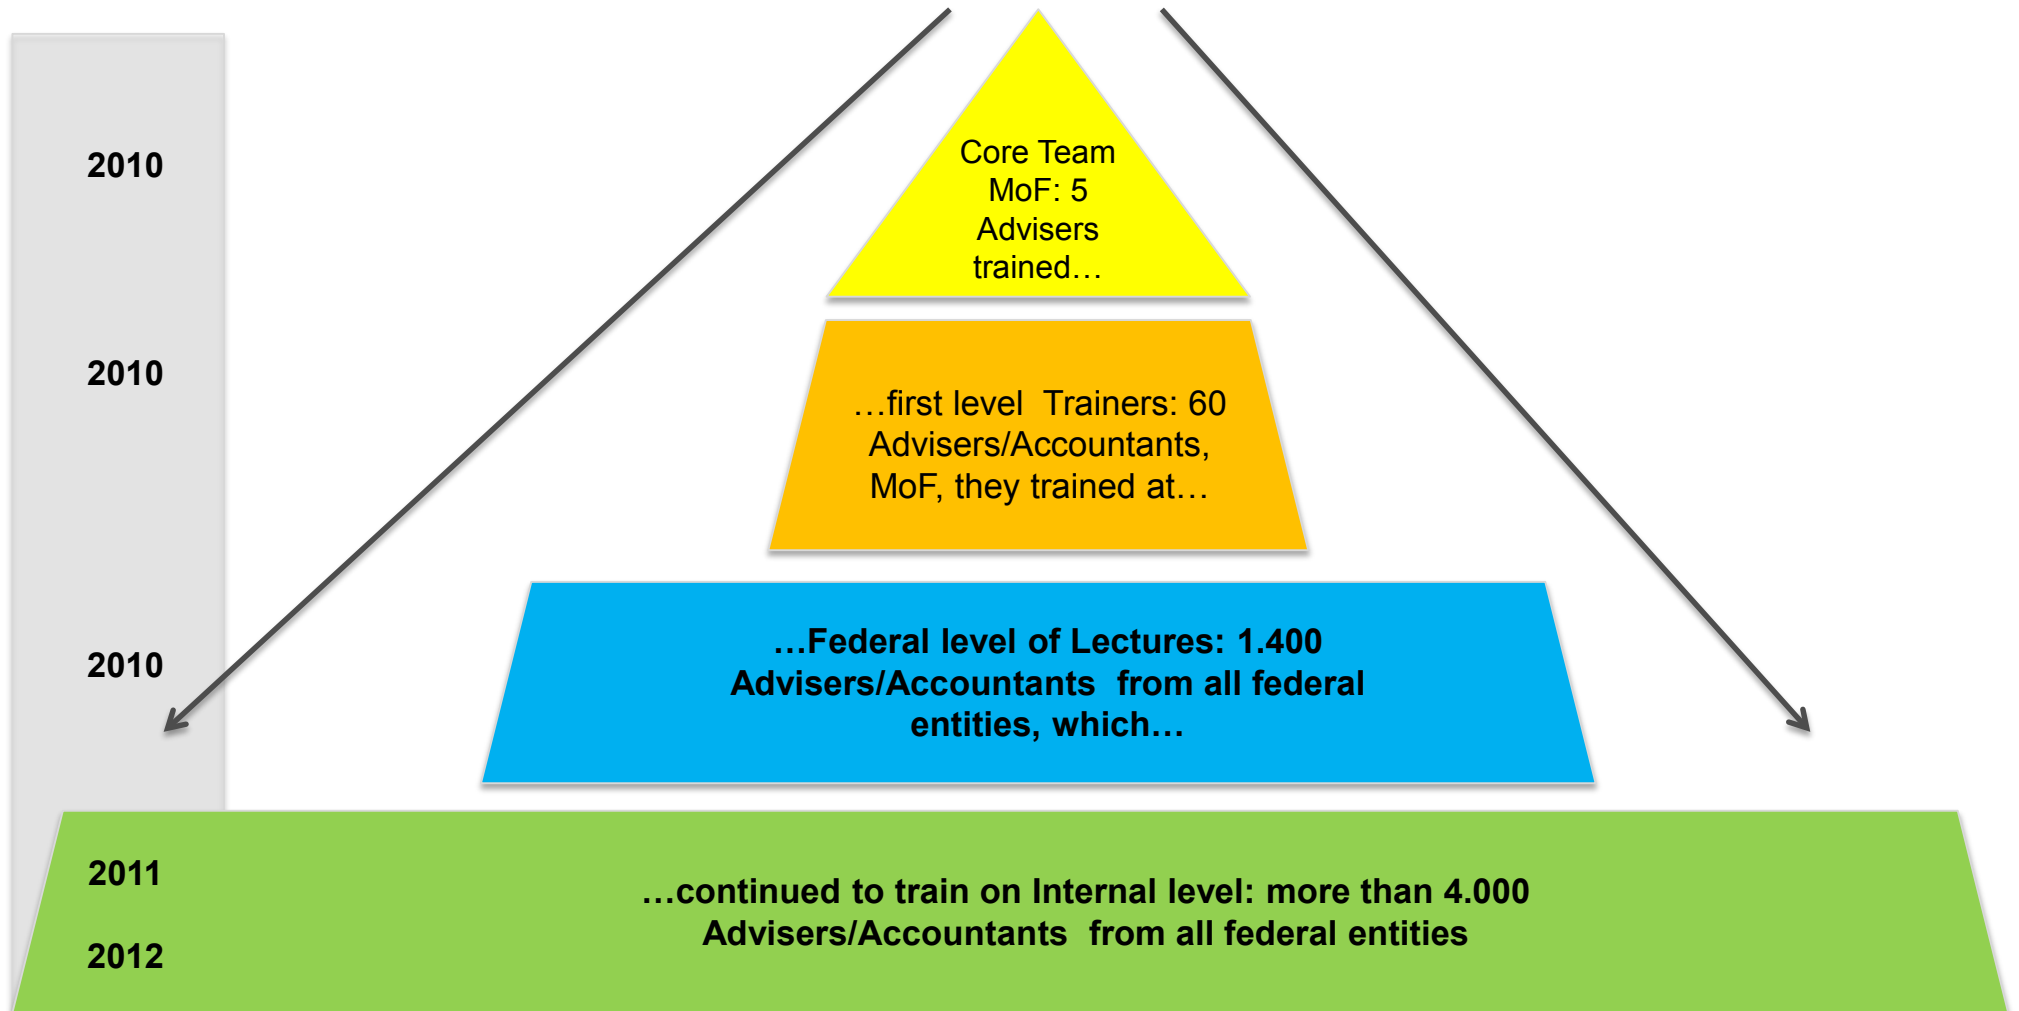 2010
Core Team
MoF: 5
Advisers
trained…
2010
…first level  Trainers: 60
Advisers/Accountants,
MoF, they trained at…
2010
…Federal level of Lectures: 1.400
Advisers/Accountants  from all federal
entities, which…
2011
2012
…continued to train on Internal level: more than 4.000
Advisers/Accountants  from all federal entities